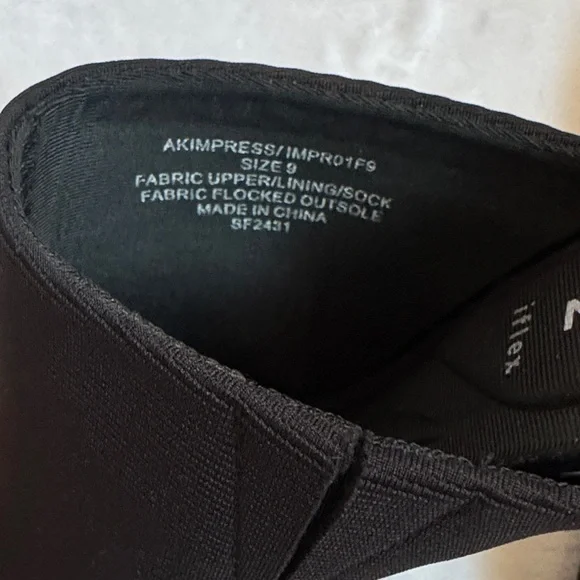 AKIMPRESS/IMPR01F9
SIZE 9
FABRIC UPPER/LINING/SOCK
FABRIC FLOCKED OUTSOLE
MADE IN CHINA
SF2431
iflex